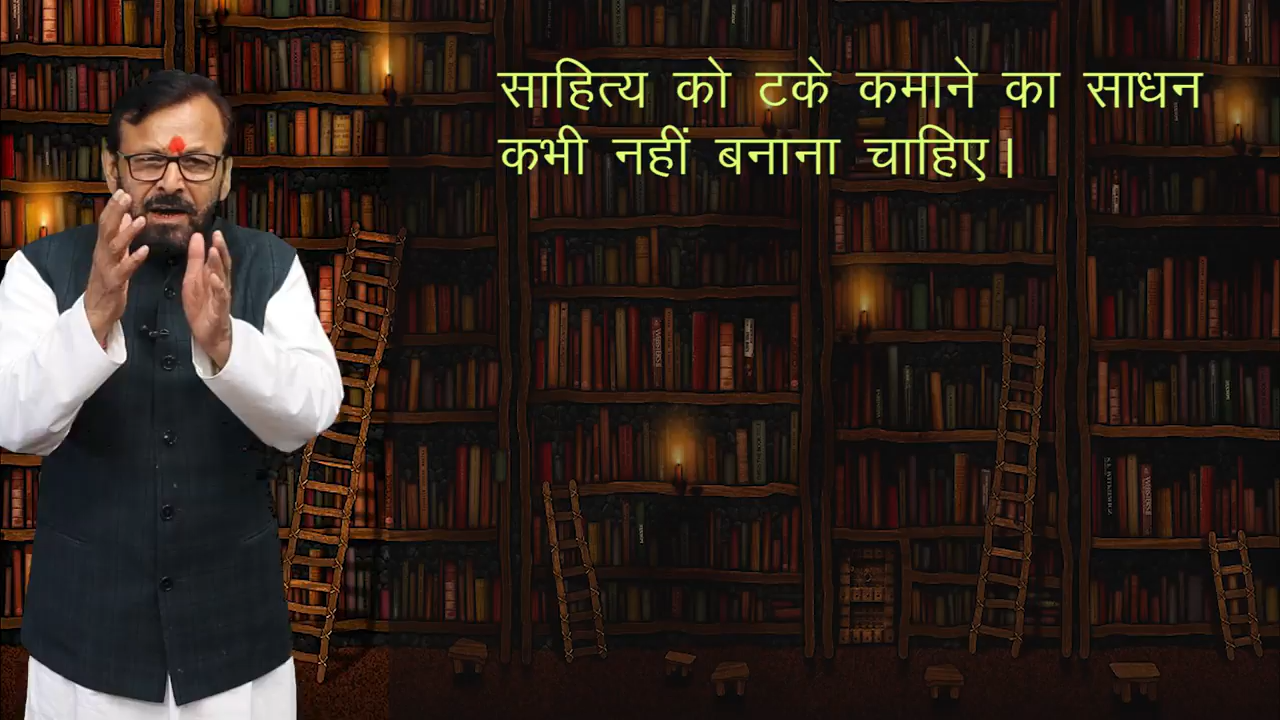 साहित्य को टके कमाने का साधन
कभी नहीं बनाना चाहिए।